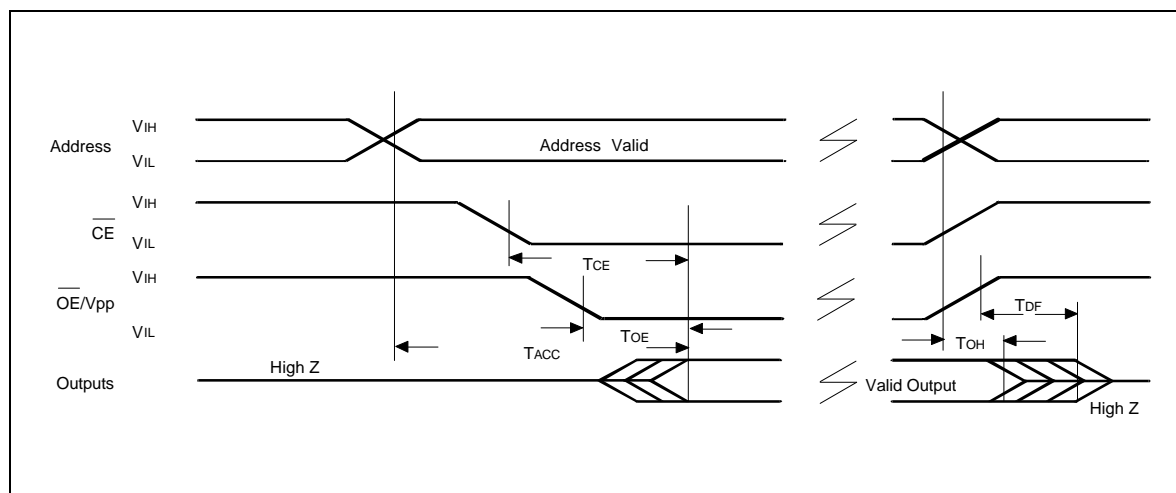 VIH
Address
Address Valid
VIL
VIH
CE
VIL
TCE
VIH
OE/Vpp
TDF
VIL
TOE
TOH
TACC
High Z
Outputs
Valid Output
High Z